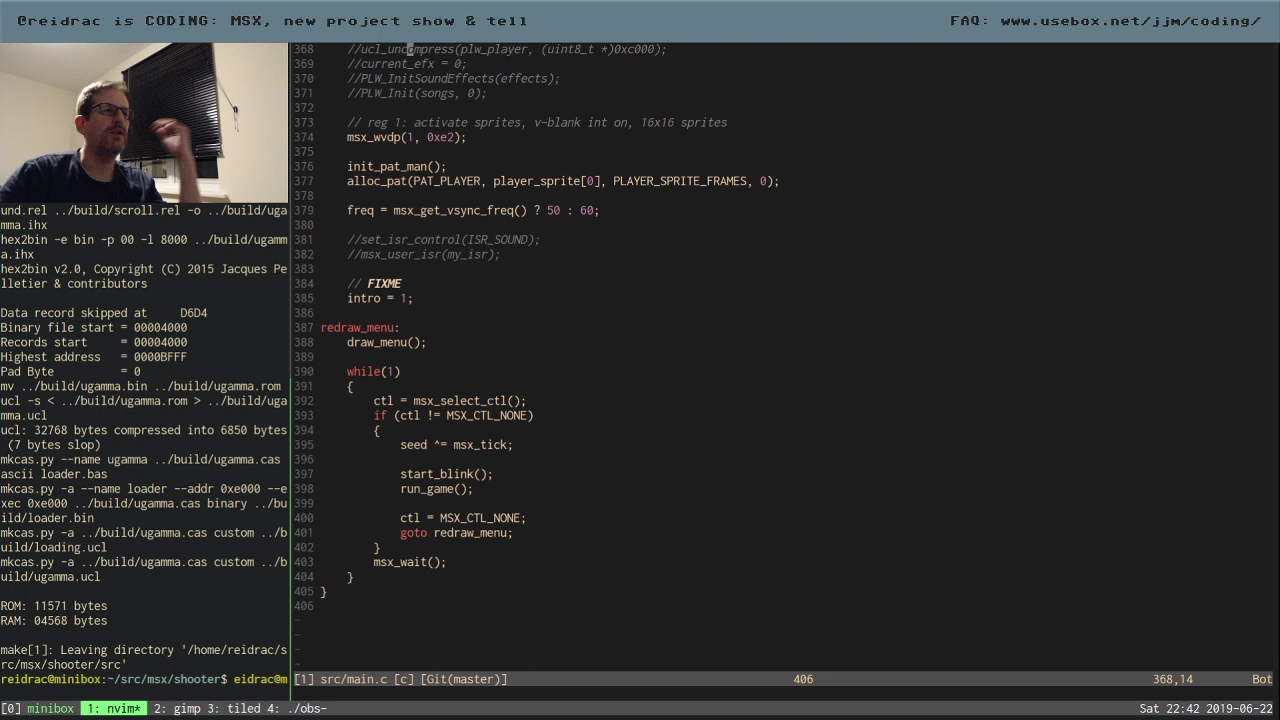 @reidrac is CODING: MSX, new project show & tell
FAQ: www.usebox.net/jjm/coding/
und.rel ../build/scroll.rel -o ../build/uga
mma.ihx
hex2bin -e bin -p 00 -l 8000 ../build/ugamm
a.ihx
hex2bin v2.0, Copyright (C) 2015 Jacques Pe
lletier & contributors
Data record skipped at     D6D4
Binary file start = 00004000
Records start     = 00004000
Highest address   = 0000BFFF
Pad Byte          = 0
mv ../build/ugamma.bin ../build/ugamma.rom
ucl -s < ../build/ugamma.rom > ../build/uga
mma.ucl
ucl: 32768 bytes compressed into 6850 bytes
 (7 bytes slop)
mkcas.py --name ugamma ../build/ugamma.cas
ascii loader.bas
mkcas.py -a --name loader --addr 0xe000 --e
xec 0xe000 ../build/ugamma.cas binary ../bu
ild/loader.bin
mkcas.py -a ../build/ugamma.cas custom ../b
uild/loading.ucl
mkcas.py -a ../build/ugamma.cas custom ../b
uild/ugamma.ucl
ROM: 11571 bytes
RAM: 04568 bytes
make[1]: Leaving directory '/home/reidrac/s
rc/msx/shooter/src'
reidrac@minibox:~/src/msx/shooter$ eidrac@m
368     //ucl_uncompress(plw_player, (uint8_t *)0xc000);
369     //current_efx = 0;
370     //PLW_InitSoundEffects(effects);
371     //PLW_Init(songs, 0);
372
373     // reg 1: activate sprites, v-blank int on, 16x16 sprites
374     msx_wvdp(1, 0xe2);
375
376     init_pat_man();
377     alloc_pat(PAT_PLAYER, player_sprite[0], PLAYER_SPRITE_FRAMES, 0);
378
379     freq = msx_get_vsync_freq() ? 50 : 60;
380
381     //set_isr_control(ISR_SOUND);
382     //msx_user_isr(my_isr);
383
384     // FIXME
385     intro = 1;
386
387 redraw_menu:
388     draw_menu();
389
390     while(1)
391     {
392         ctl = msx_select_ctl();
393         if (ctl != MSX_CTL_NONE)
394         {
395             seed ^= msx_tick;
396
397             start_blink();
398             run_game();
399
400             ctl = MSX_CTL_NONE;
401             goto redraw_menu;
402         }
403         msx_wait();
404     }
405 }
406
~
~
~
~
[1] src/main.c [c] [Git(master)] 406 368,14 Bot
[0] minibox 1: nvim* 2: gimp 3: tiled 4: ./obs- Sat 22:42 2019-06-22